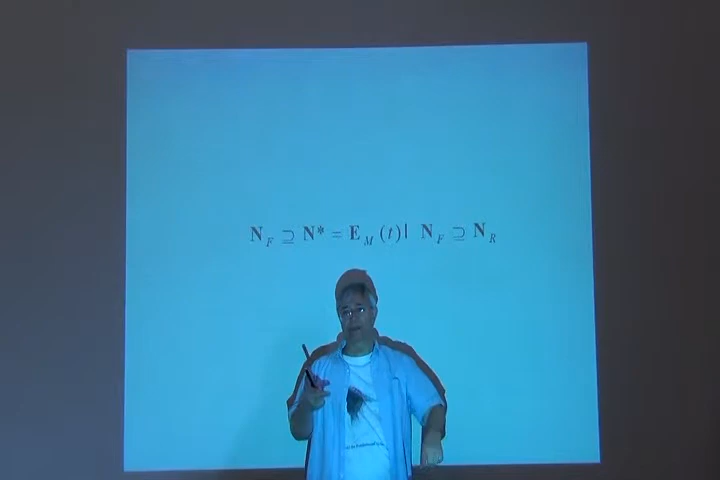 N_F ⊇ N* = E_M (t) | N_F ⊇ N_R